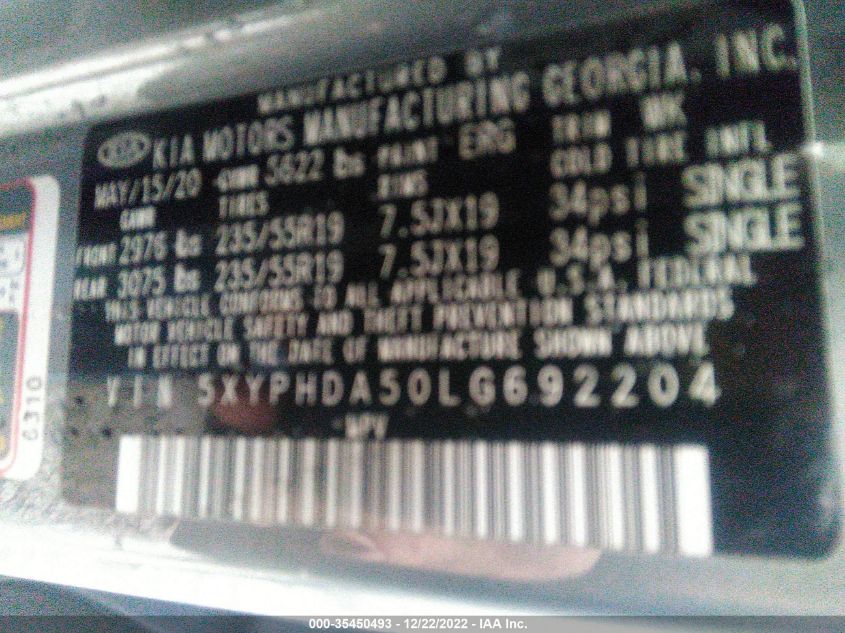 MANUFACTURED BY
KIA KIA MOTORS MANUFACTURING GEORGIA, INC.
MAY/15/20 GVWR 5622 lbs PAINT ERG TRIM WK
GAWR TIRES RIMS COLD TIRE INFL
FRONT 2976 lbs 235/55R19 7.5JX19 34psi SINGLE
REAR 3075 lbs 235/55R19 7.5JX19 34psi SINGLE
THIS VEHICLE CONFORMS TO ALL APPLICABLE U.S.A. FEDERAL
MOTOR VEHICLE SAFETY AND THEFT PREVENTION STANDARDS
IN EFFECT ON THE DATE OF MANUFACTURE SHOWN ABOVE
VIN 5XYPHDA50LG692204
MPV
G310
000-35450493 - 12/22/2022 - IAA Inc.